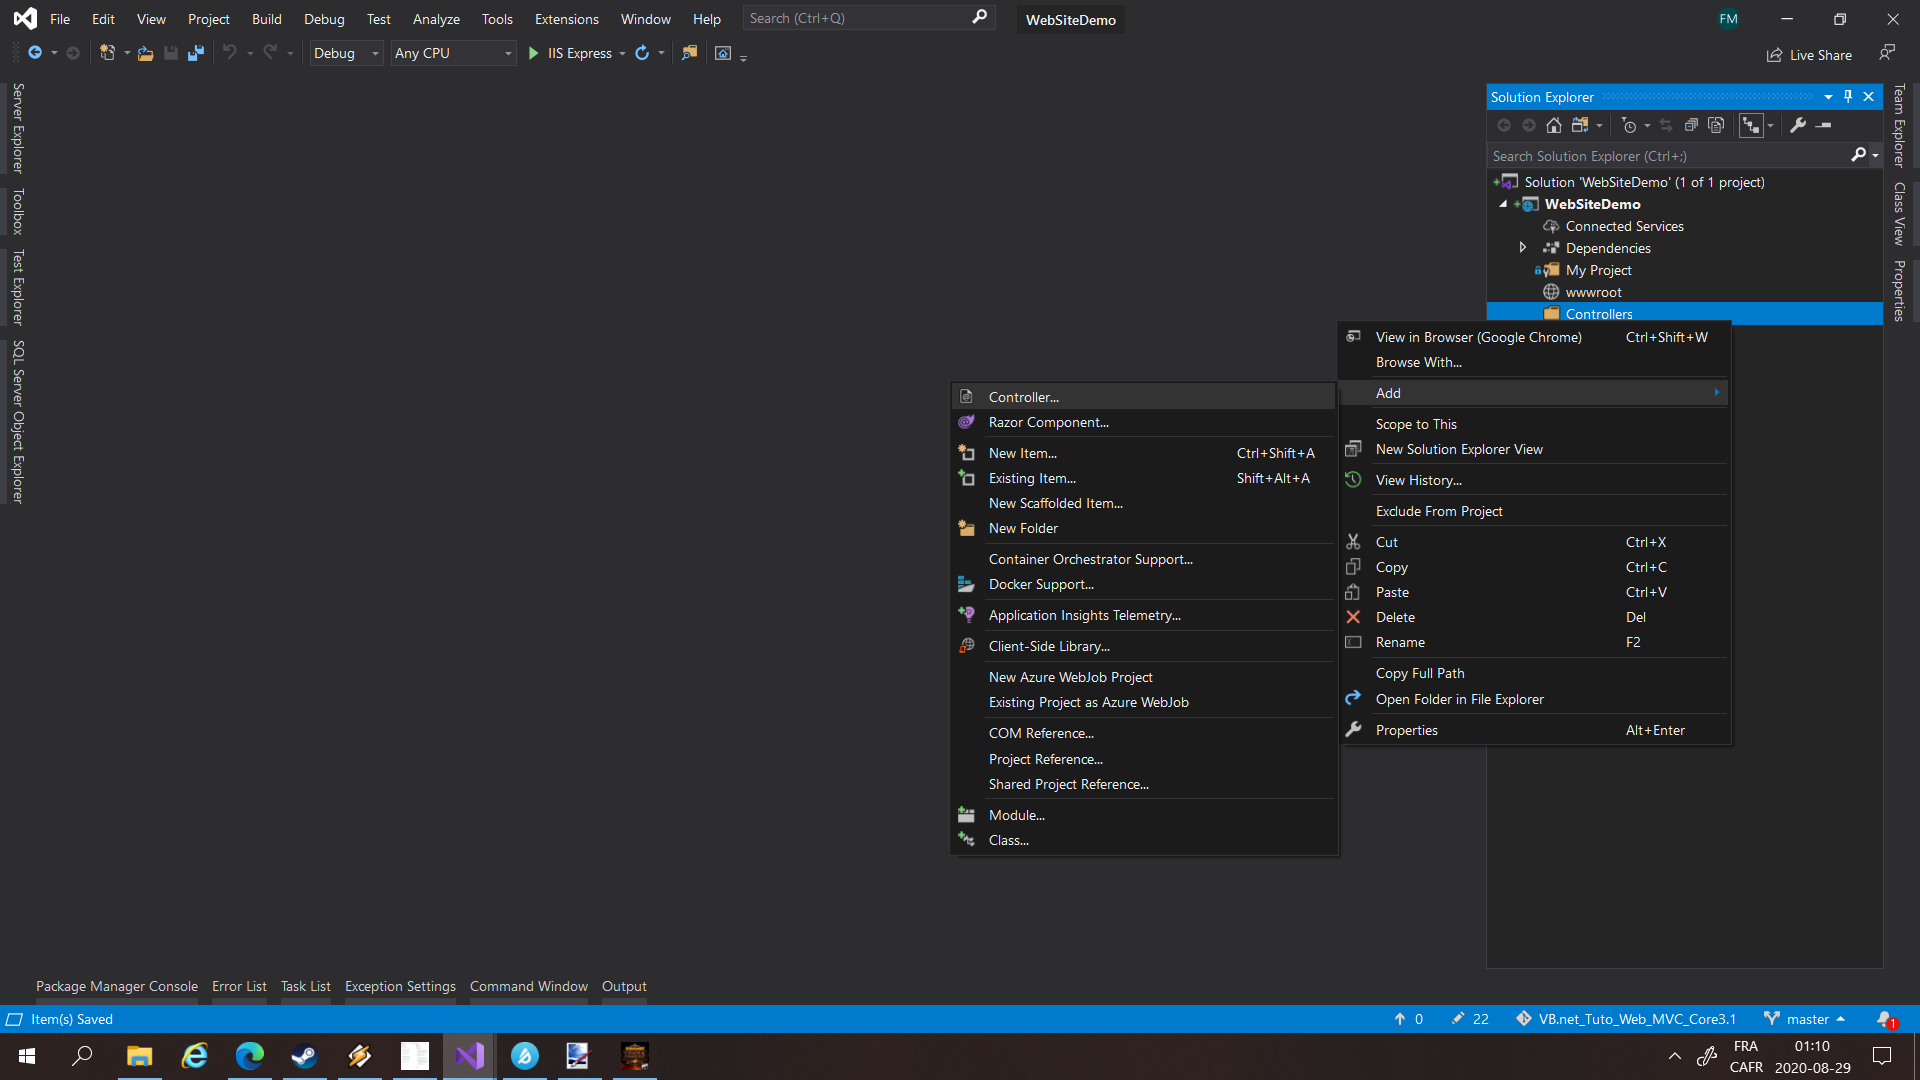 File Edit View Project Build Debug Test Analyze Tools Extensions Window Help Search (Ctrl+Q) WebSiteDemo FM
Debug Any CPU IIS Express Live Share
Server Explorer
Toolbox
Test Explorer
SQL Server Object Explorer
Solution Explorer
Search Solution Explorer (Ctrl+;)
Solution 'WebSiteDemo' (1 of 1 project)
WebSiteDemo
Connected Services
Dependencies
My Project
wwwroot
Controllers
Team Explorer
Class View
Properties
View in Browser (Google Chrome) Ctrl+Shift+W
Browse With...
Add
Scope to This
New Solution Explorer View
View History...
Exclude From Project
Cut Ctrl+X
Copy Ctrl+C
Paste Ctrl+V
Delete Del
Rename F2
Copy Full Path
Open Folder in File Explorer
Properties Alt+Enter
Controller...
Razor Component...
New Item... Ctrl+Shift+A
Existing Item... Shift+Alt+A
New Scaffolded Item...
New Folder
Container Orchestrator Support...
Docker Support...
Application Insights Telemetry...
Client-Side Library...
New Azure WebJob Project
Existing Project as Azure WebJob
COM Reference...
Project Reference...
Shared Project Reference...
Module...
Class...
Package Manager Console Error List Task List Exception Settings Command Window Output
Item(s) Saved 0 22 VB.net_Tuto_Web_MVC_Core3.1 master 1
FRA 01:10
CAFR 2020-08-29